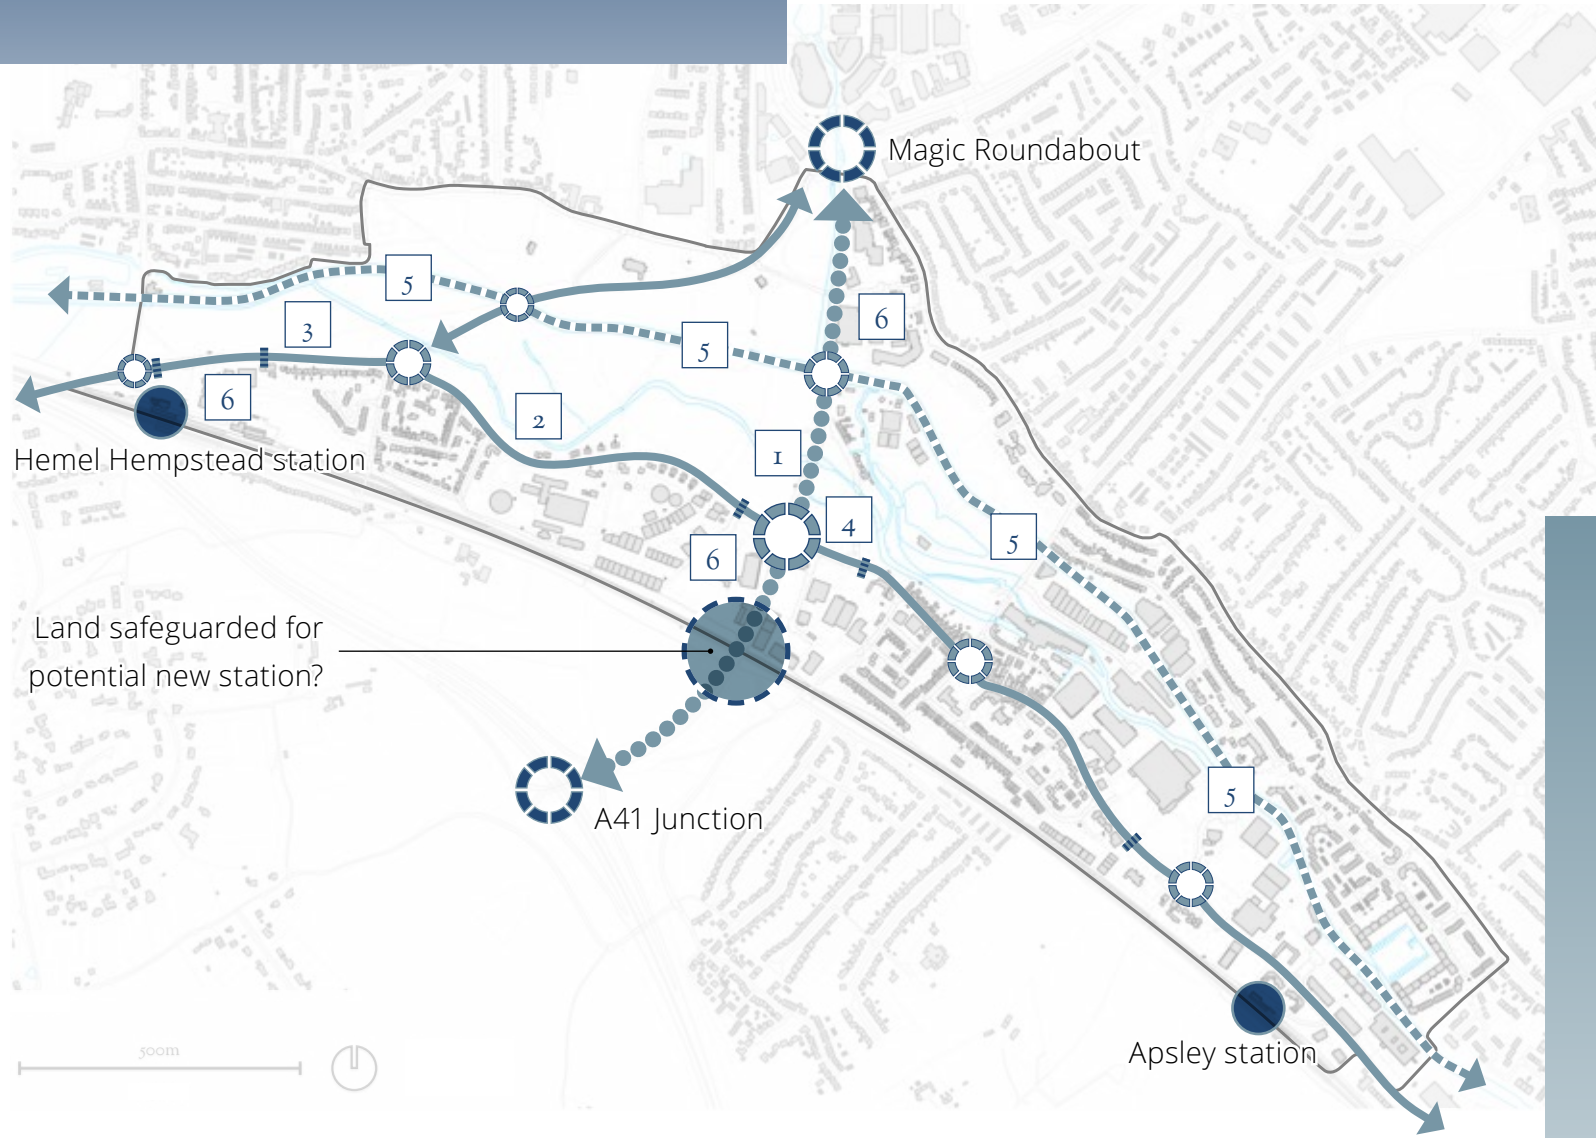 Magic Roundabout
5
6
3
5
6
2
1
Hemel Hempstead station
4
5
6
Land safeguarded for
potential new station?
5
A41 Junction
500m
Apsley station